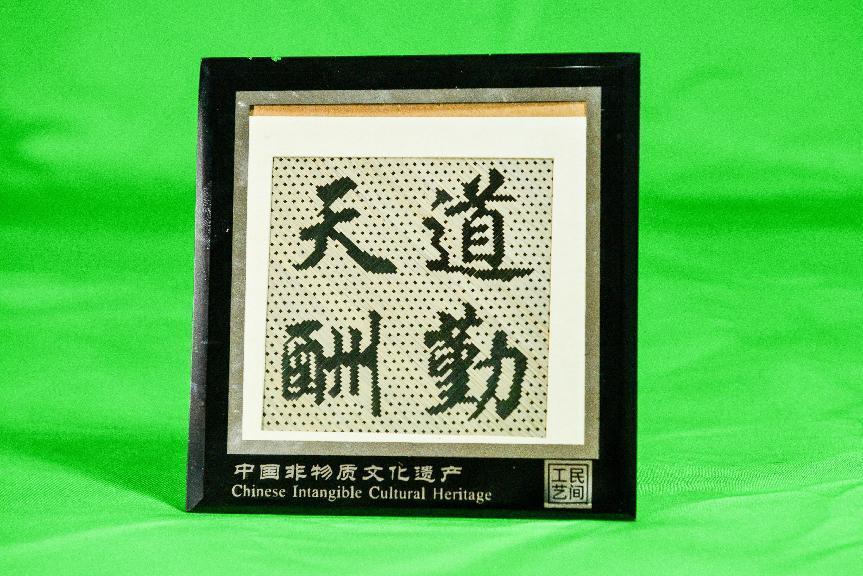 天道
酬勤
中国非物质文化遗产
Chinese Intangible Cultural Heritage
民间
工艺